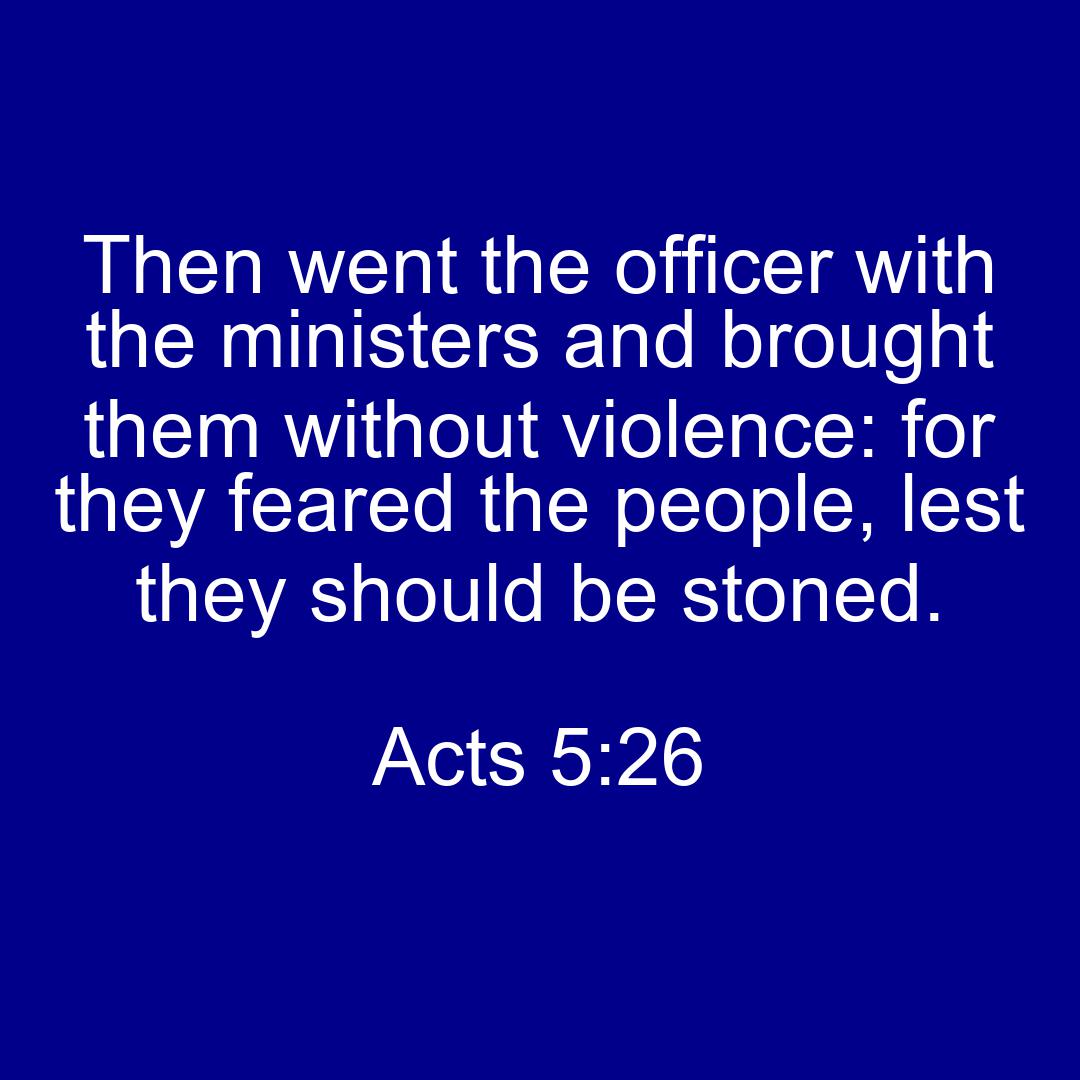 Then went the officer with
the ministers and brought
them without violence: for
they feared the people, lest
they should be stoned.
Acts 5:26